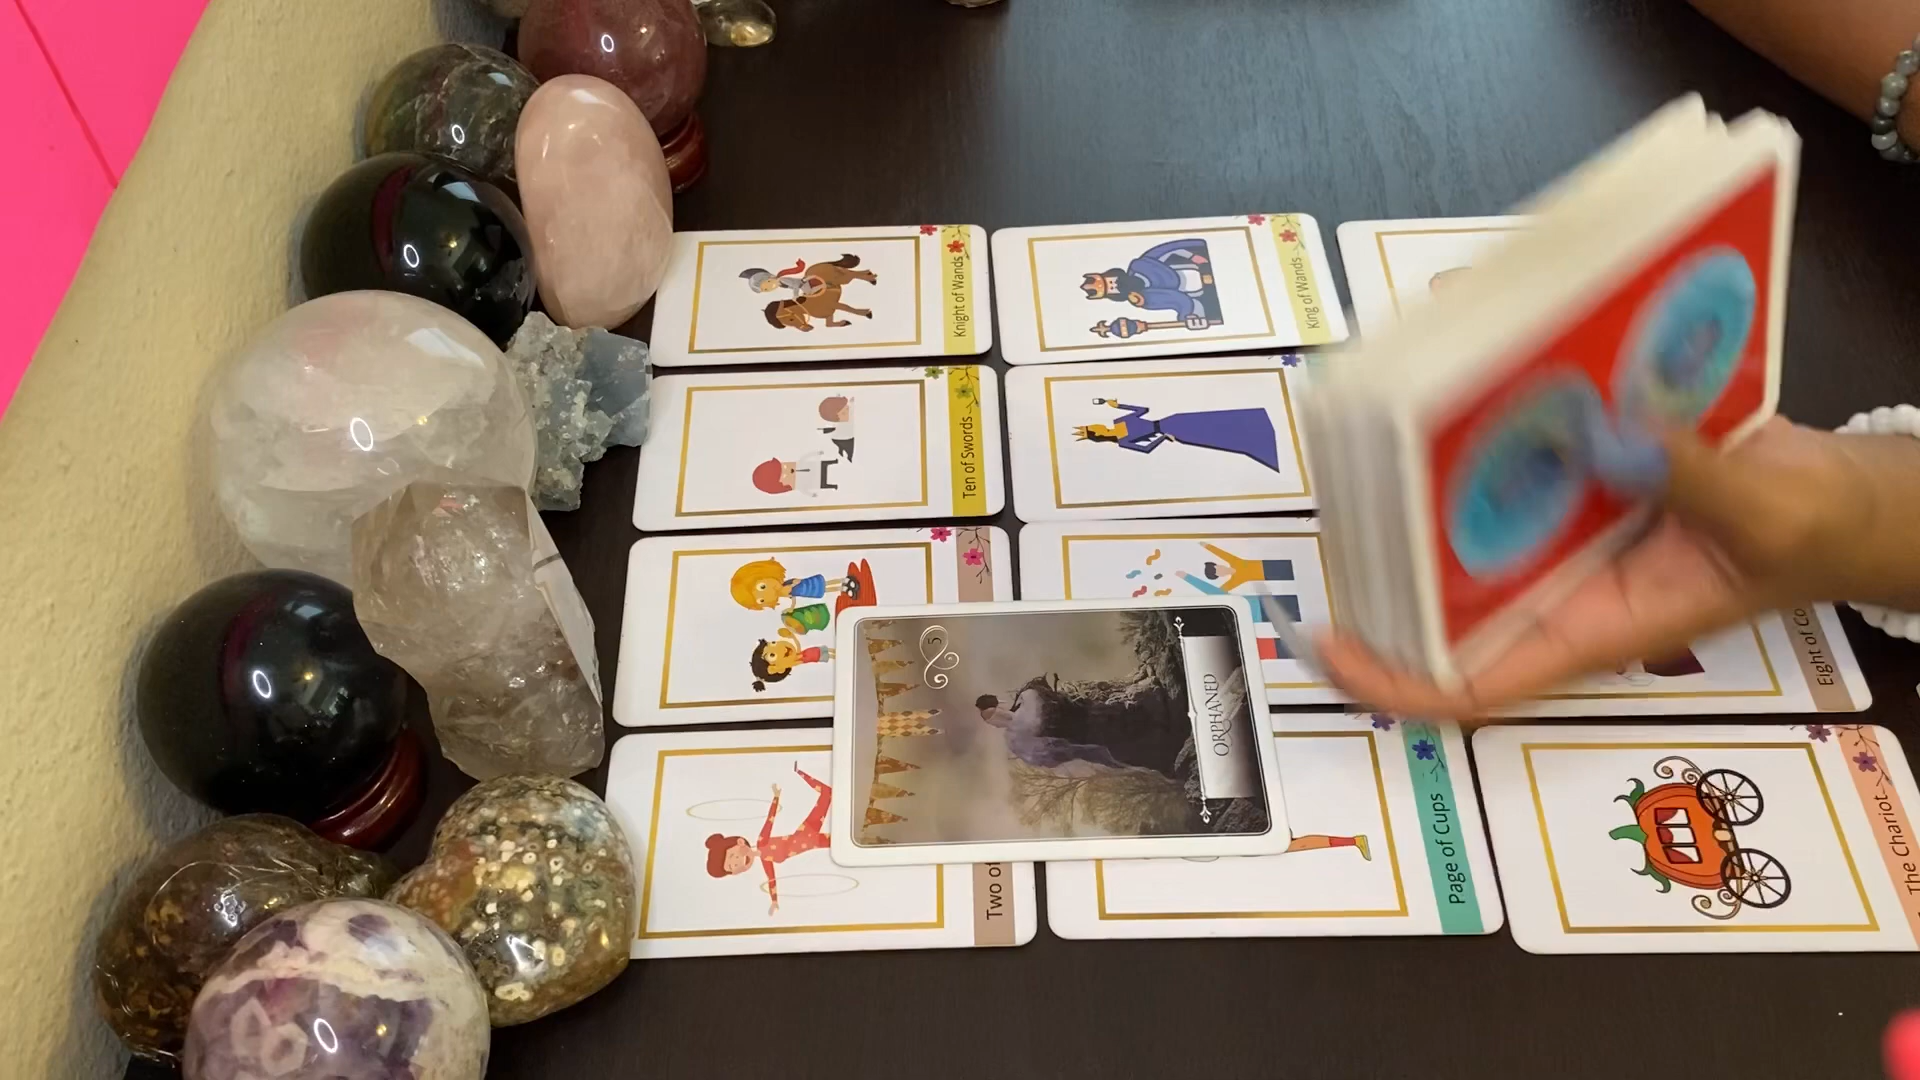 Knight of Wands
King of Wands
Ten of Swords
Eight of Co
5
ORPHANED
Two o
Page of Cups
The Chariot